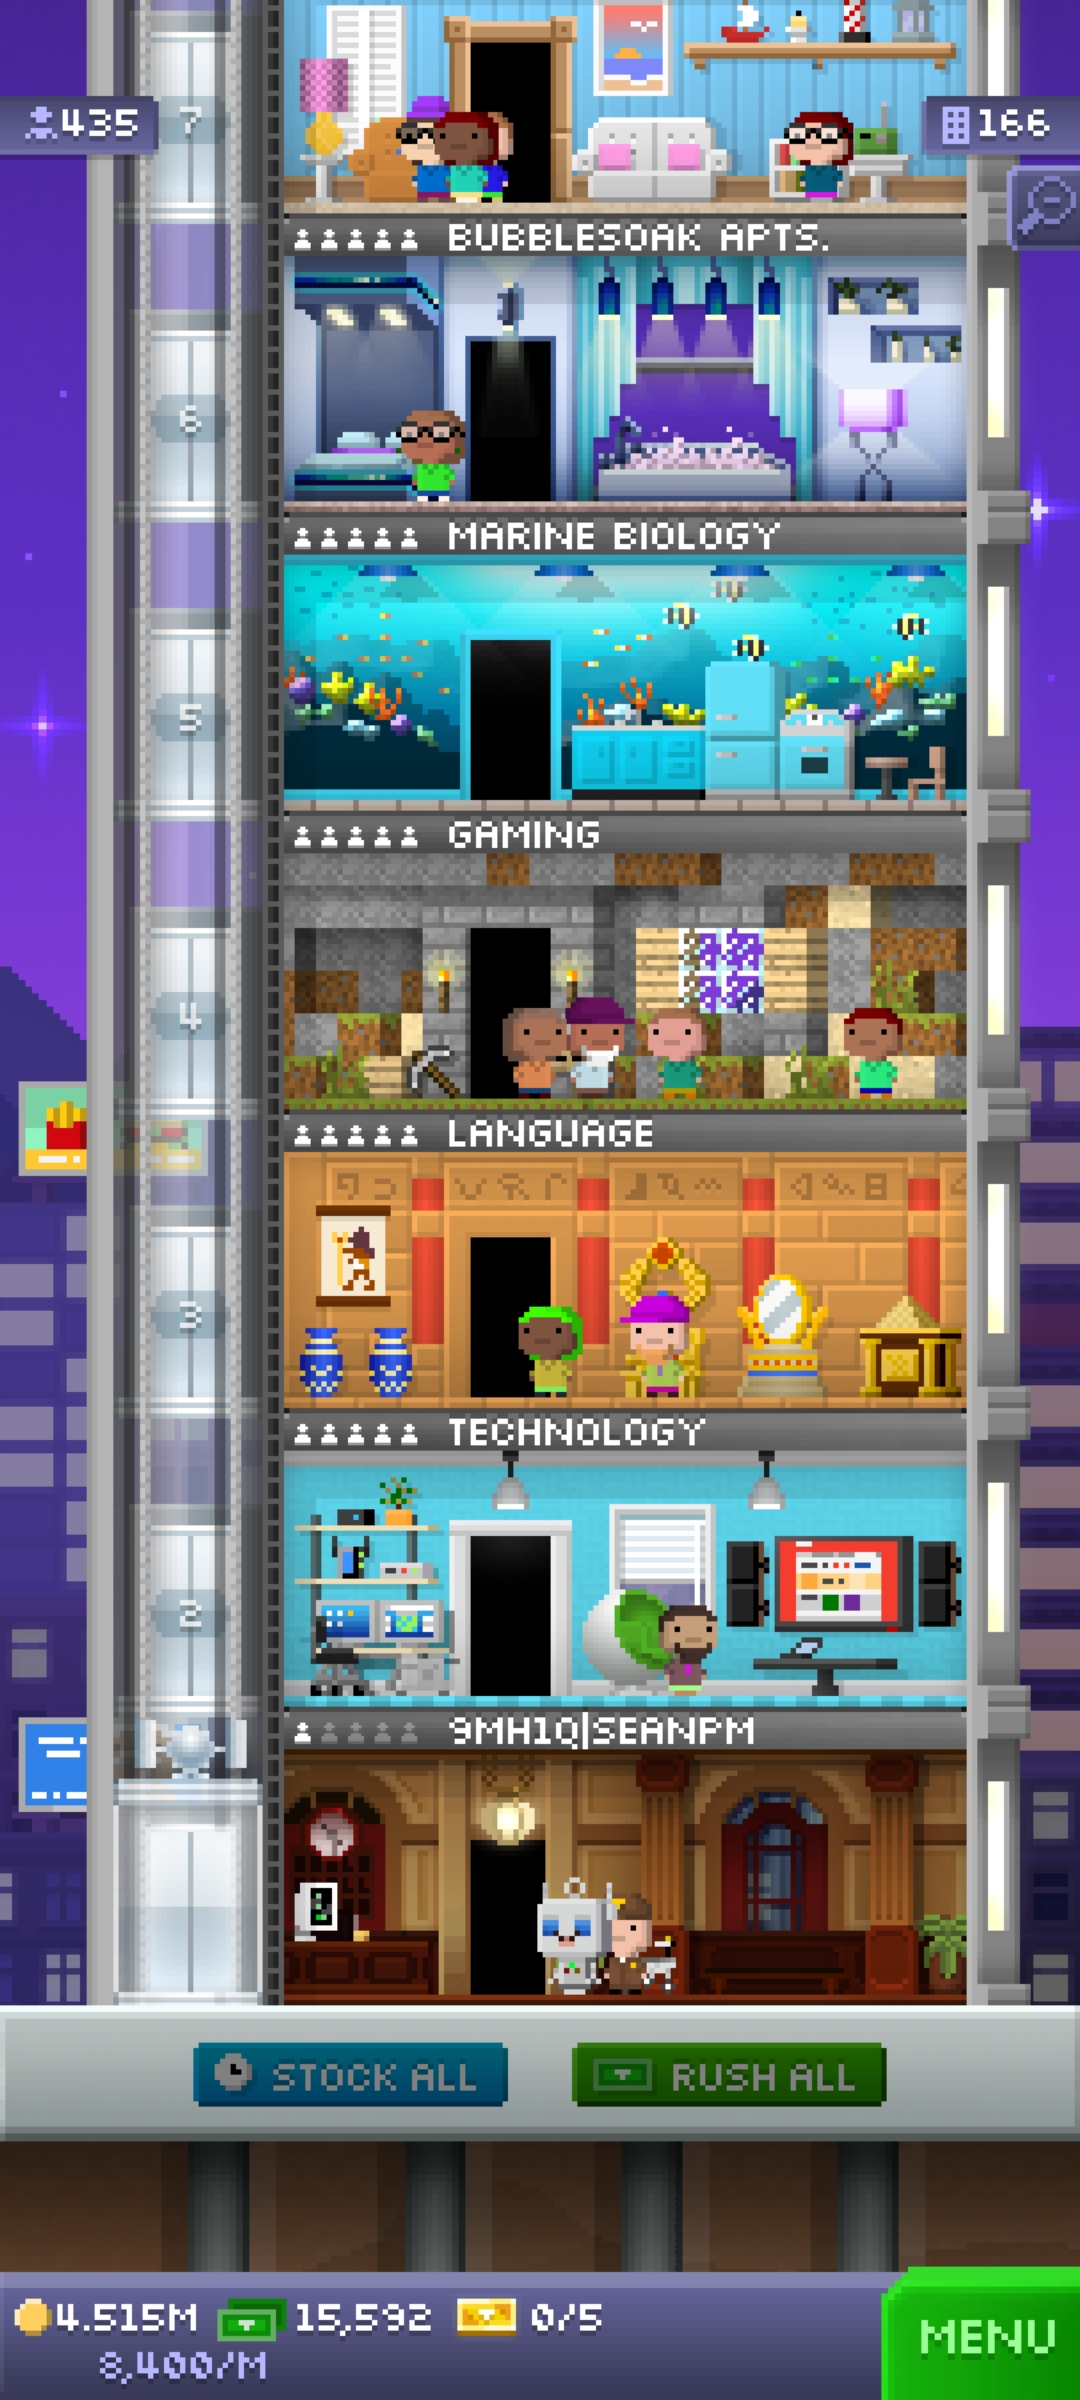 7
435
166
BUBBLESOAK APTS.
6
MARINE BIOLOGY
5
GAMING
4
LANGUAGE
3
TECHNOLOGY
2
9MH1Q|SEANPM
STOCK ALL
RUSH ALL
4.515M
15,592
0/5
8,400/M
MENU